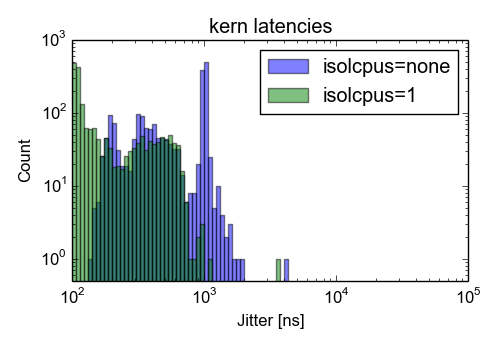 kern latencies
10³
isolcpus=none
isolcpus=1
10²
Count
10¹
10⁰
10² 10³ 10⁴ 10⁵
Jitter [ns]